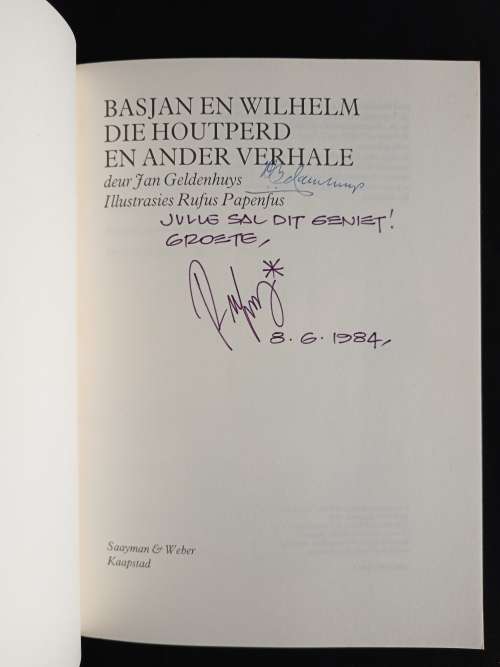 BASJAN EN WILHELM
DIE HOUTPERD
EN ANDER VERHALE
deur Jan Geldenhuys
Illustrasies Rufus Papenfus
JULLE SAL DIT GENIET!
GROETE,
8.6.1984,
Saayman & Weber
Kaapstad